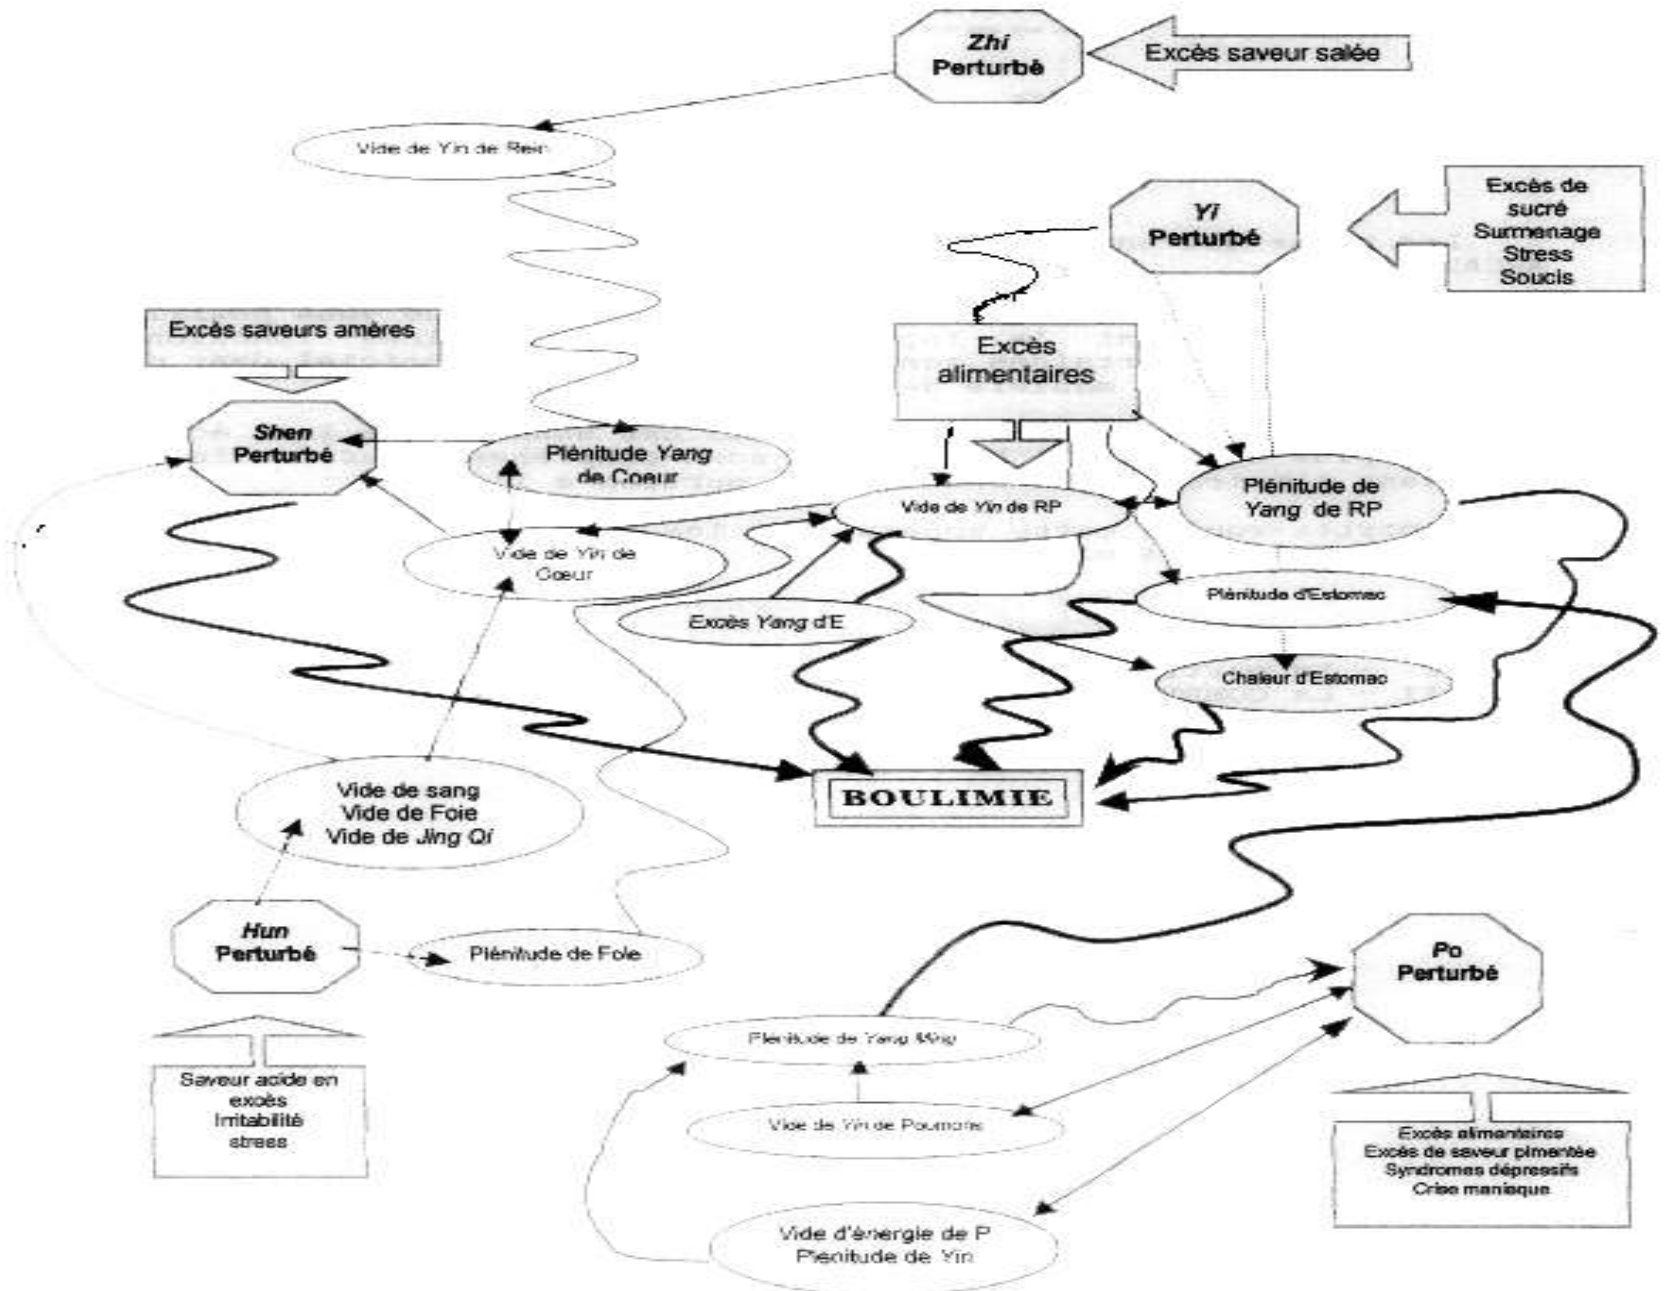 Zhi
Perturbé
Excès saveur salée
Vide de Yin de Rein
Yi
Perturbé
Excès de
sucré
Surmenage
Stress
Soucis
Excès saveurs amères
Excès
alimentaires
Shen
Perturbé
Plénitude Yang
de Coeur
Vide de Yin de RP
Plénitude de
Yang de RP
Vide de Yin de
Cœur
Plénitude d'Estomac
Excès Yang d'E
Chaleur d'Estomac
Vide de sang
Vide de Foie
Vide de Jing Qi
BOULIMIE
Hun
Perturbé
Plénitude de Foie
Po
Perturbé
Plénitude de Yang Ming
Saveur acide en
excès
Irritabilité
stress
Vide de Yin de Poumons
Excès alimentaires
Excès de saveur pimentée
Syndromes dépressifs
Crise maniaque
Vide d'énergie de P
Plénitude de Yin